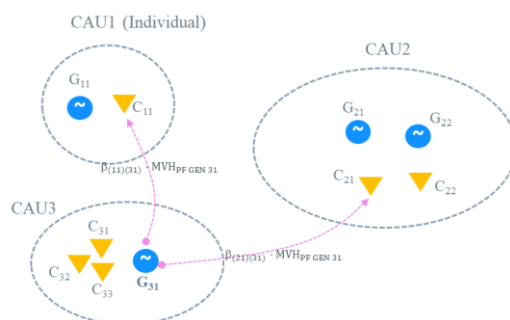 CAU1 (Individual)
CAU2
G11
~
C11
G21
~
G22
~
C21
C22
β(11)(31) · MVHPF GEN 31
CAU3
C31
C32
C33
~
G31
β(21)(31) · MVHPF GEN 31